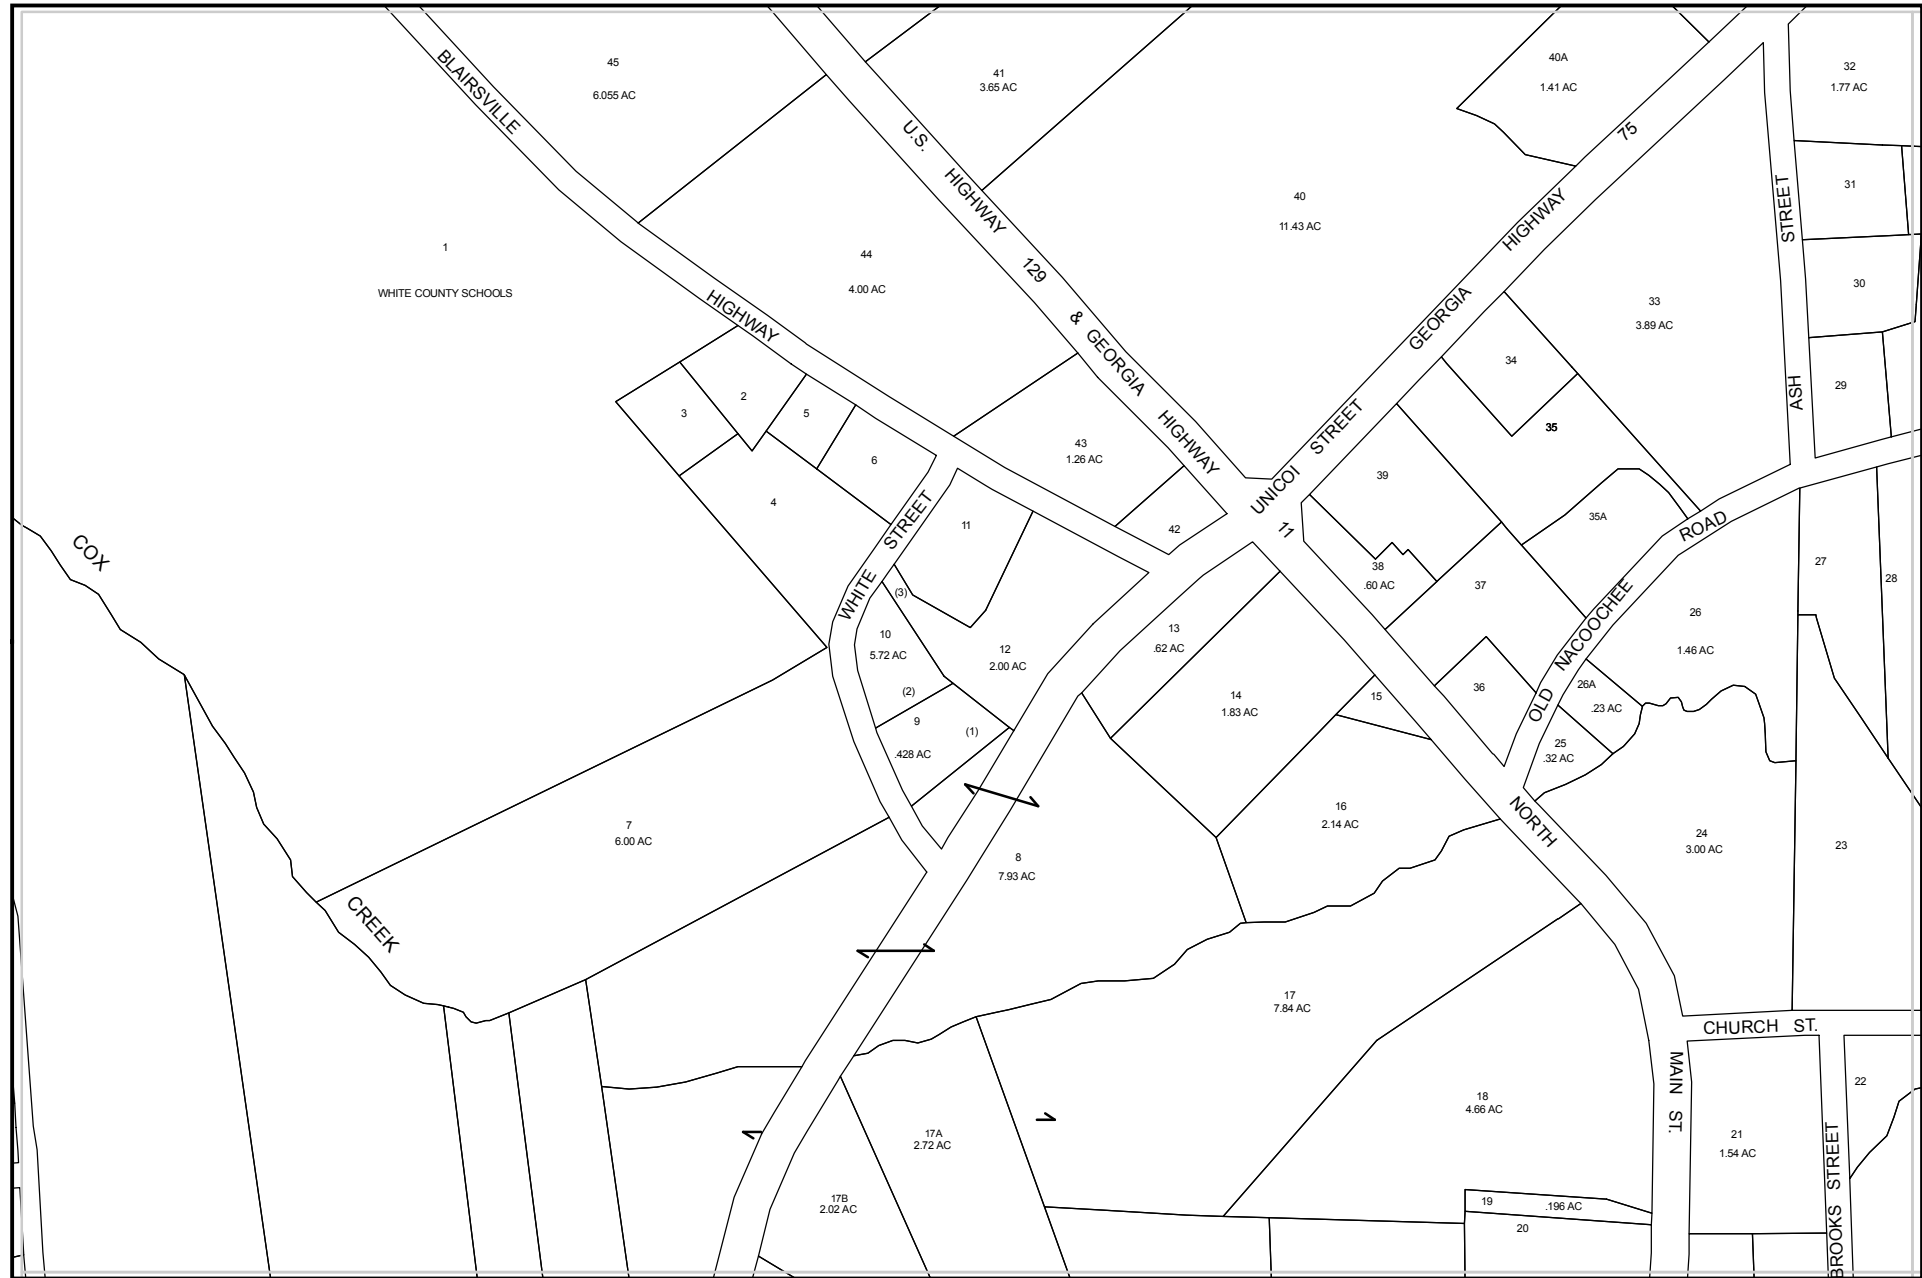 45
6.055 AC
41
3.65 AC
40A
1.41 AC
32
1.77 AC
BLAIRSVILLE
HIGHWAY
U.S. HIGHWAY 129 & GEORGIA HIGHWAY 11
UNICOI STREET GEORGIA HIGHWAY 75
ASH STREET
31
40
11.43 AC
1
WHITE COUNTY SCHOOLS
44
4.00 AC
30
33
3.89 AC
34
29
2
3
5
6
35
43
1.26 AC
39
4
42
11
WHITE STREET
35A
OLD NACOOCHEE ROAD
COX
CREEK
38
.60 AC
37
27
28
(3)
10
5.72 AC
(2)
12
2.00 AC
13
.62 AC
26
1.46 AC
14
1.83 AC
15
36
26A
.23 AC
9
(1)
.428 AC
25
.32 AC
7
6.00 AC
16
2.14 AC
NORTH
MAIN ST.
24
3.00 AC
23
8
7.93 AC
17
7.84 AC
CHURCH ST.
22
18
4.66 AC
17A
2.72 AC
21
1.54 AC
BROOKS STREET
17B
2.02 AC
19
.196 AC
20